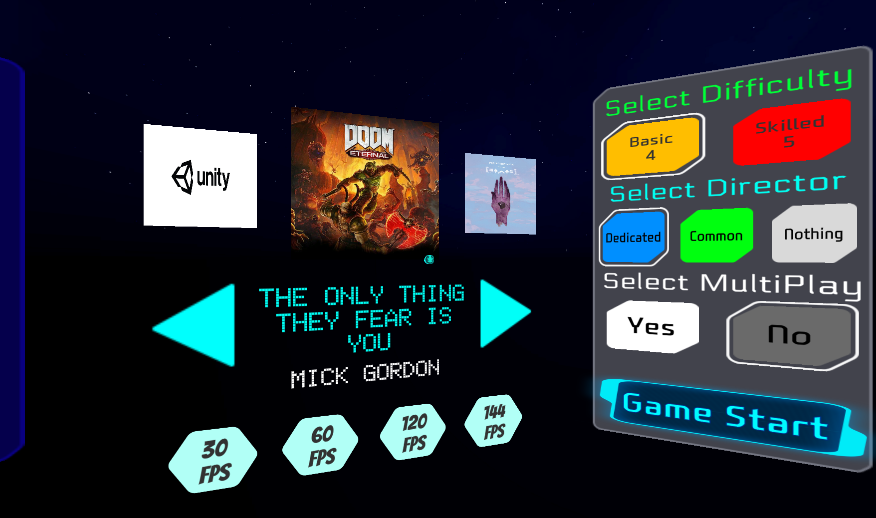 unity
DOOM
ETERNAL
THE ONLY THING
THEY FEAR IS
YOU
MICK GORDON
30
FPS
60
FPS
120
FPS
144
FPS
Select Difficulty
Basic
4
Skilled
5
Select Director
Dedicated
Common
Nothing
Select MultiPlay
Yes
No
Game Start